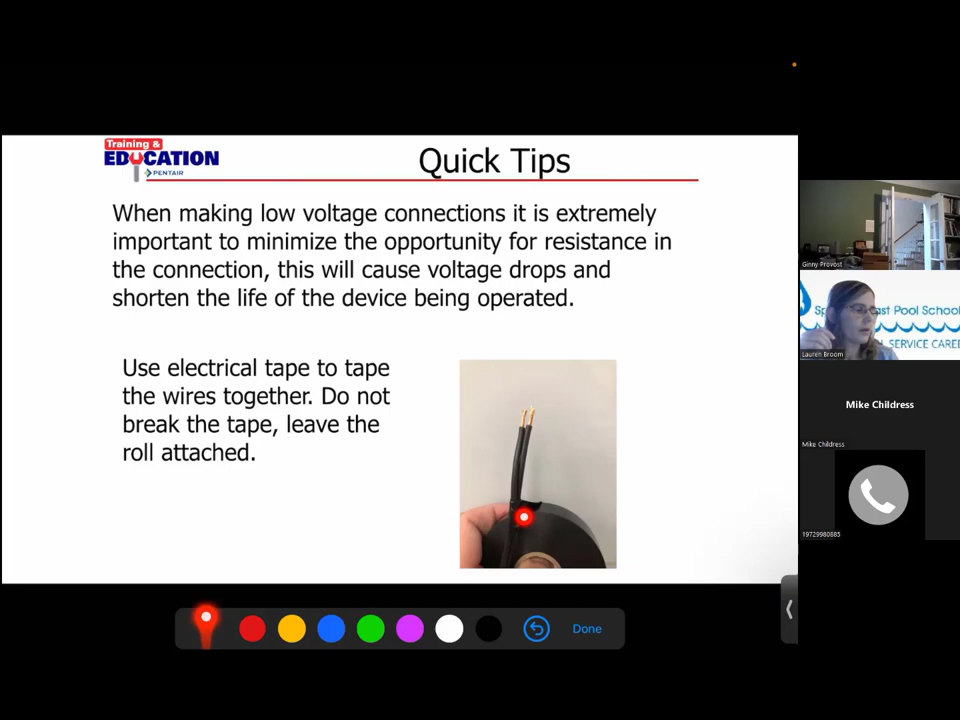 Training &
EDUCATION
PENTAIR
Quick Tips
When making low voltage connections it is extremely
important to minimize the opportunity for resistance in
the connection, this will cause voltage drops and
shorten the life of the device being operated.
Use electrical tape to tape
the wires together. Do not
break the tape, leave the
roll attached.
Ginny Provost
ast Pool School
SERVICE CAREE
Lauren Broom
Mike Childress
Mike Childress
19729980885
Done